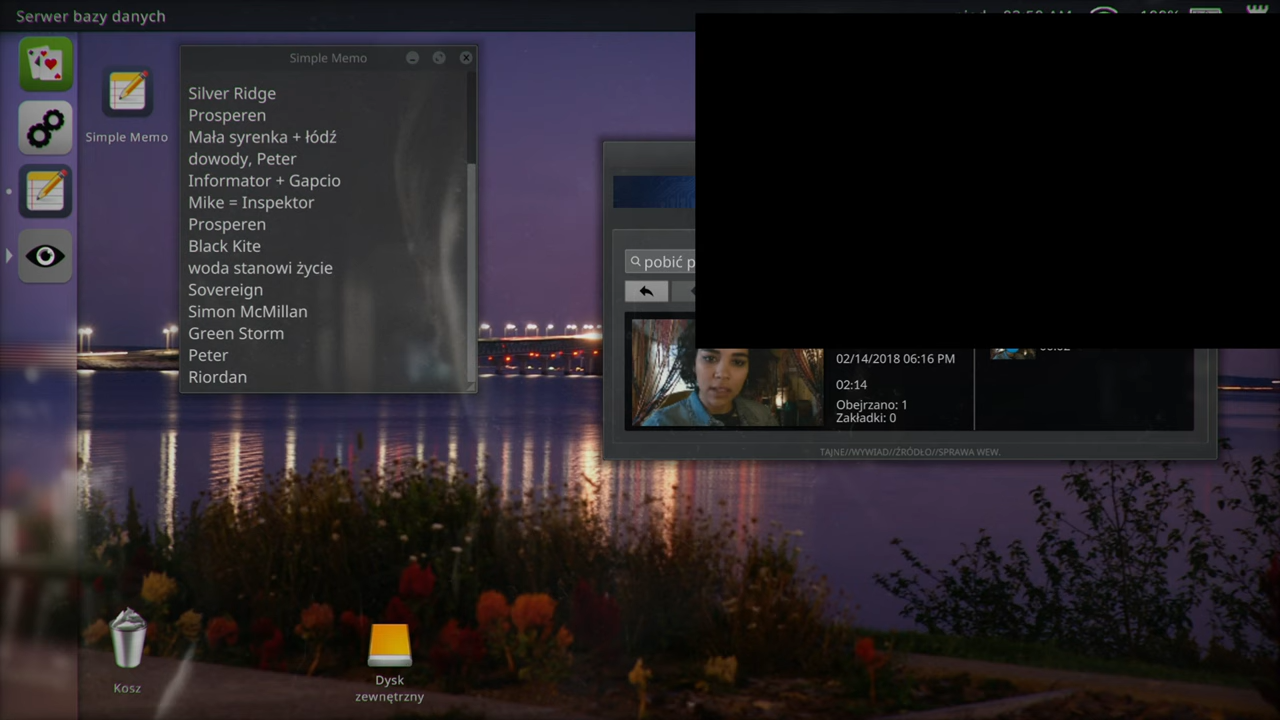 Serwer bazy danych
Simple Memo
Simple Memo
Silver Ridge
Prosperen
Mała syrenka + łódź
dowody, Peter
Informator + Gapcio
Mike = Inspektor
Prosperen
Black Kite
woda stanowi życie
Sovereign
Simon McMillan
Green Storm
Peter
Riordan
pobić p
02/14/2018 06:16 PM
02:14
Obejrzano: 1
Zakładki: 0
TAJNE//WYWIAD//ŹRÓDŁO//SPRAWA WEW.
Kosz
Dysk
zewnętrzny